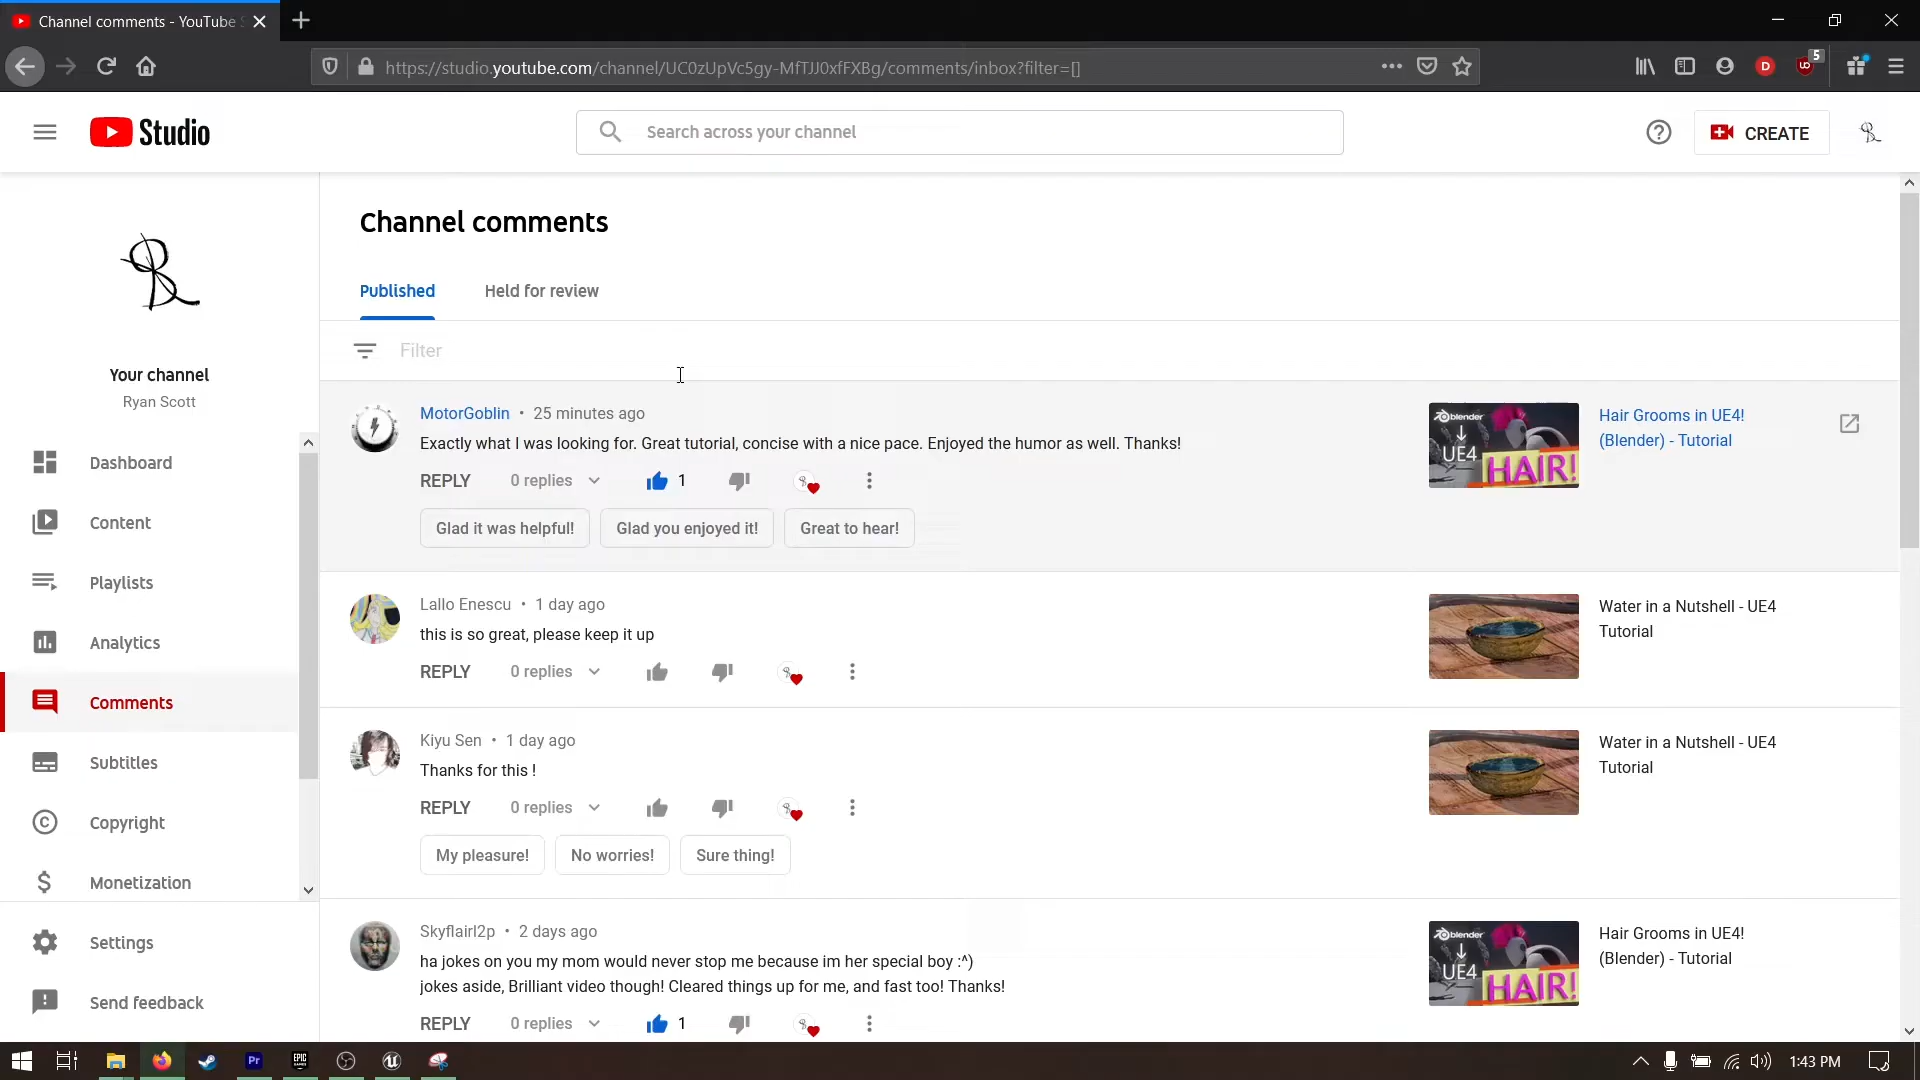 Channel comments - YouTube S
https://studio.youtube.com/channel/UC0zUpVc5gy-MfTJJ0xfFXBg/comments/inbox?filter=[]
D
5
Studio
Search across your channel
CREATE
Your channel
Ryan Scott
Dashboard
Content
Playlists
Analytics
Comments
Subtitles
Copyright
Monetization
Settings
Send feedback
Channel comments
Published
Held for review
Filter
MotorGoblin • 25 minutes ago
Exactly what I was looking for. Great tutorial, concise with a nice pace. Enjoyed the humor as well. Thanks!
REPLY 0 replies 1
Glad it was helpful! Glad you enjoyed it! Great to hear!
blender
UE4
HAIR!
Hair Grooms in UE4!
(Blender) - Tutorial
Lallo Enescu • 1 day ago
this is so great, please keep it up
REPLY 0 replies
Water in a Nutshell - UE4
Tutorial
Kiyu Sen • 1 day ago
Thanks for this !
REPLY 0 replies
My pleasure! No worries! Sure thing!
Water in a Nutshell - UE4
Tutorial
Skyflairl2p • 2 days ago
ha jokes on you my mom would never stop me because im her special boy :^)
jokes aside, Brilliant video though! Cleared things up for me, and fast too! Thanks!
REPLY 0 replies 1
blender
UE4
HAIR!
Hair Grooms in UE4!
(Blender) - Tutorial
Pr
EPIC
1:43 PM